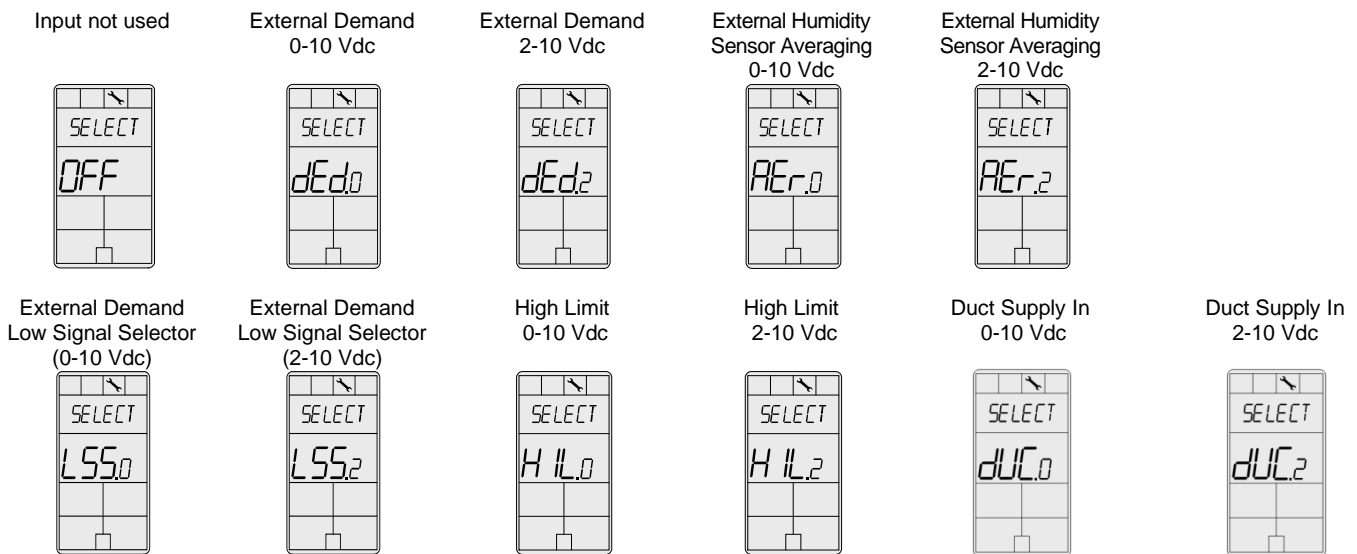 Input not used
External Demand
0-10 Vdc
External Demand
2-10 Vdc
External Humidity
Sensor Averaging
0-10 Vdc
External Humidity
Sensor Averaging
2-10 Vdc
SELECT
OFF
SELECT
dEd.0
SELECT
dEd.2
SELECT
AEr.0
SELECT
AEr.2
External Demand
Low Signal Selector
(0-10 Vdc)
External Demand
Low Signal Selector
(2-10 Vdc)
High Limit
0-10 Vdc
High Limit
2-10 Vdc
Duct Supply In
0-10 Vdc
Duct Supply In
2-10 Vdc
SELECT
LSS.0
SELECT
LSS.2
SELECT
HIL.0
SELECT
HIL.2
SELECT
dUC.0
SELECT
dUC.2